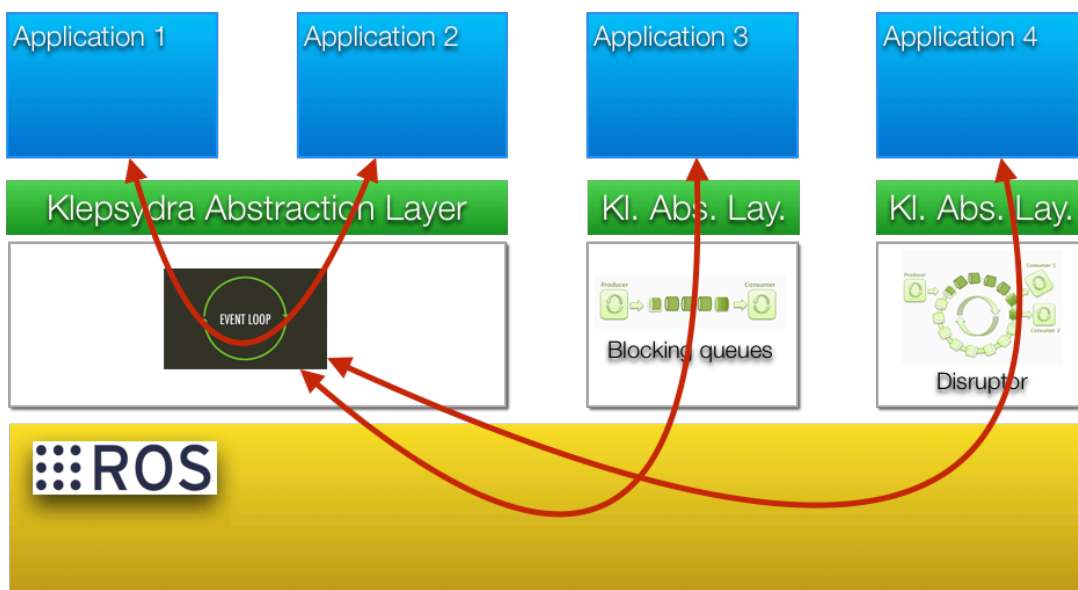 Application 1
Application 2
Application 3
Application 4
Klepsydra Abstraction Layer
Kl. Abs. Lay.
Kl. Abs. Lay.
EVENT LOOP
Producer
Consumer
Blocking queues
Producer
Consumer 1
Consumer 2
Disruptor
ROS